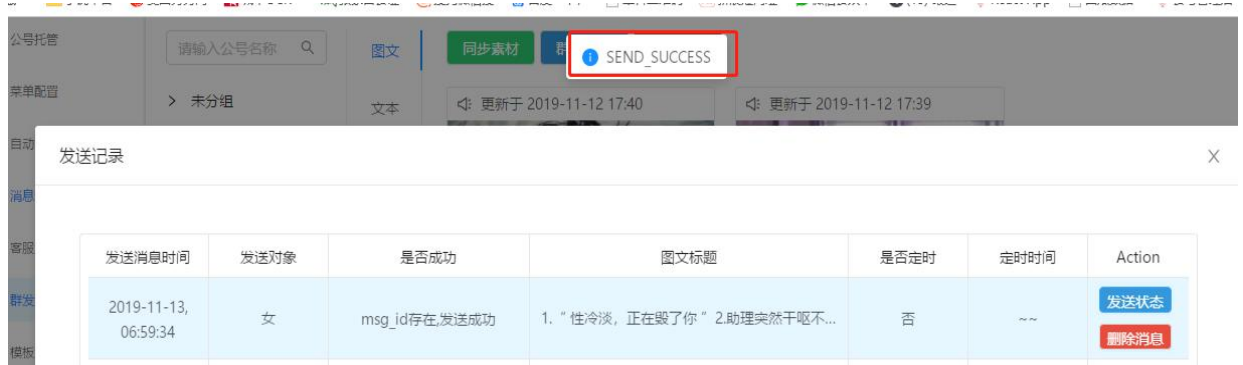 公号托管
请输入公号名称
图文
同步素材
群
SEND_SUCCESS
菜单配置
未分组
文本
更新于 2019-11-12 17:40
更新于 2019-11-12 17:39
自动
发送记录
X
消息
客服
发送消息时间 发送对象 是否成功 图文标题 是否定时 定时时间 Action
群发
2019-11-13,
06:59:34
女
msg_id存在,发送成功
1. “ 性冷淡，正在毁了你 ” 2.助理突然干呕不...
否
~~
发送状态
删除消息
模板